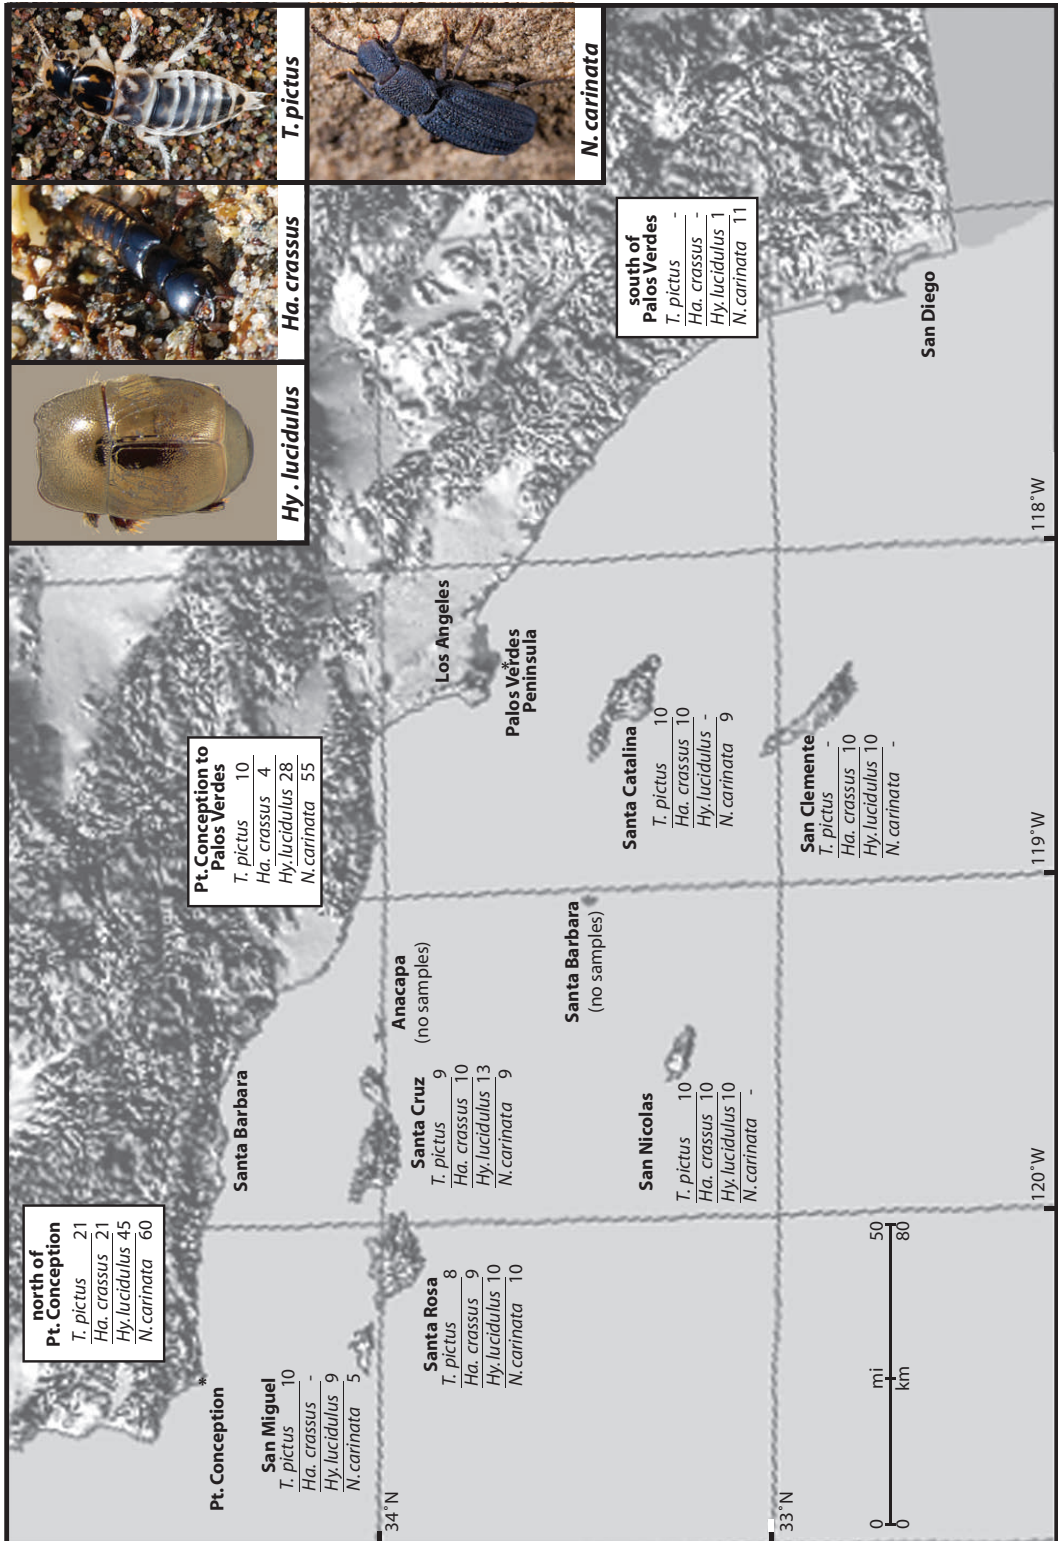 Hy. lucidulus
Ha. crassus
T. pictus
N. carinata
north of
Pt. Conception
T. pictus 21
Ha. crassus 21
Hy. lucidulus 45
N. carinata 60
Pt. Conception to
Palos Verdes
T. pictus 10
Ha. crassus 4
Hy. lucidulus 28
N. carinata 55
south of
Palos Verdes
T. pictus -
Ha. crassus -
Hy. lucidulus 1
N. carinata 11
Pt. Conception
*
Santa Barbara
Los Angeles
*
Palos Verdes
Peninsula
San Diego
San Miguel
T. pictus 10
Ha. crassus -
Hy. lucidulus 9
N. carinata 5
Santa Rosa
T. pictus 8
Ha. crassus 9
Hy. lucidulus 10
N. carinata 10
Santa Cruz
T. pictus 9
Ha. crassus 10
Hy. lucidulus 13
N. carinata 9
Anacapa
(no samples)
Santa Barbara
(no samples)
San Nicolas
T. pictus 10
Ha. crassus 10
Hy. lucidulus 10
N. carinata -
Santa Catalina
T. pictus 10
Ha. crassus 10
Hy. lucidulus -
N. carinata 9
San Clemente
T. pictus -
Ha. crassus 10
Hy. lucidulus 10
N. carinata -
34˚N
33˚N
0 mi 50
0 km 80
120˚W
119˚W
118˚W